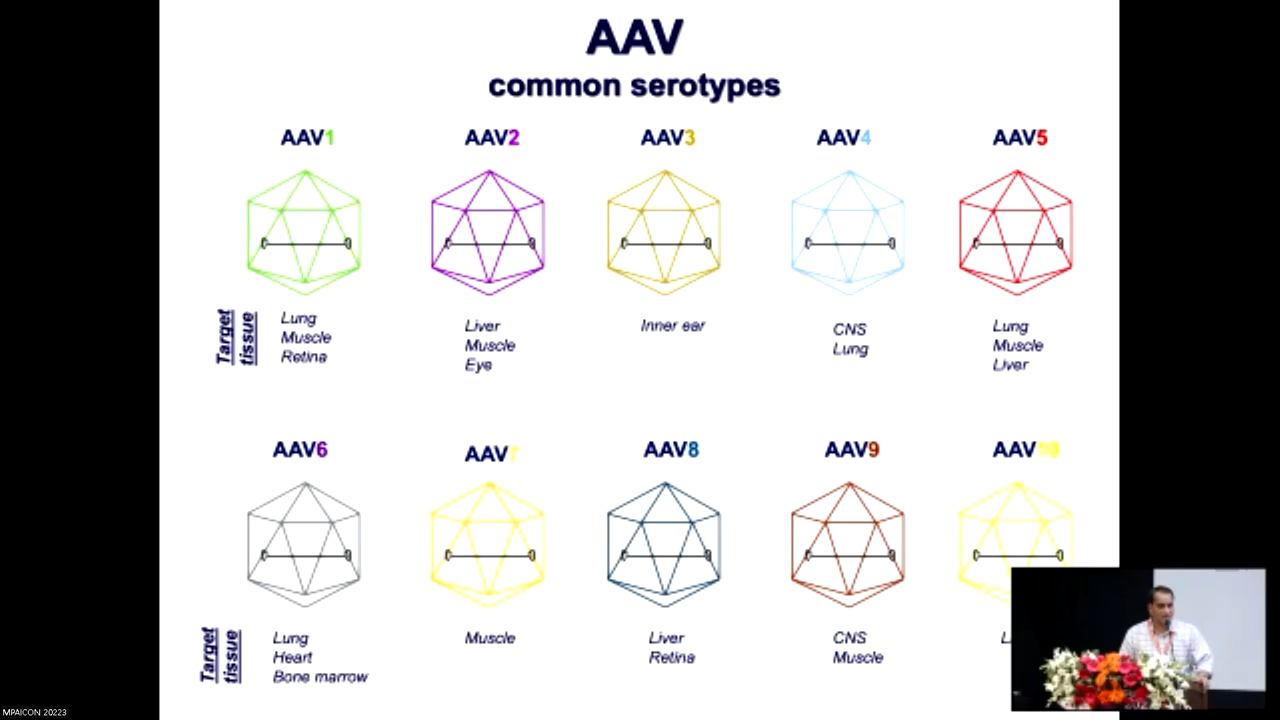 AAV
common serotypes
AAV1
AAV2
AAV3
AAV4
AAV5
Target
tissue
Lung
Muscle
Retina
Liver
Muscle
Eye
Inner ear
CNS
Lung
Lung
Muscle
Liver
AAV6
AAV7
AAV8
AAV9
AAV10
Target
tissue
Lung
Heart
Bone marrow
Muscle
Liver
Retina
CNS
Muscle
MPAICON 20223